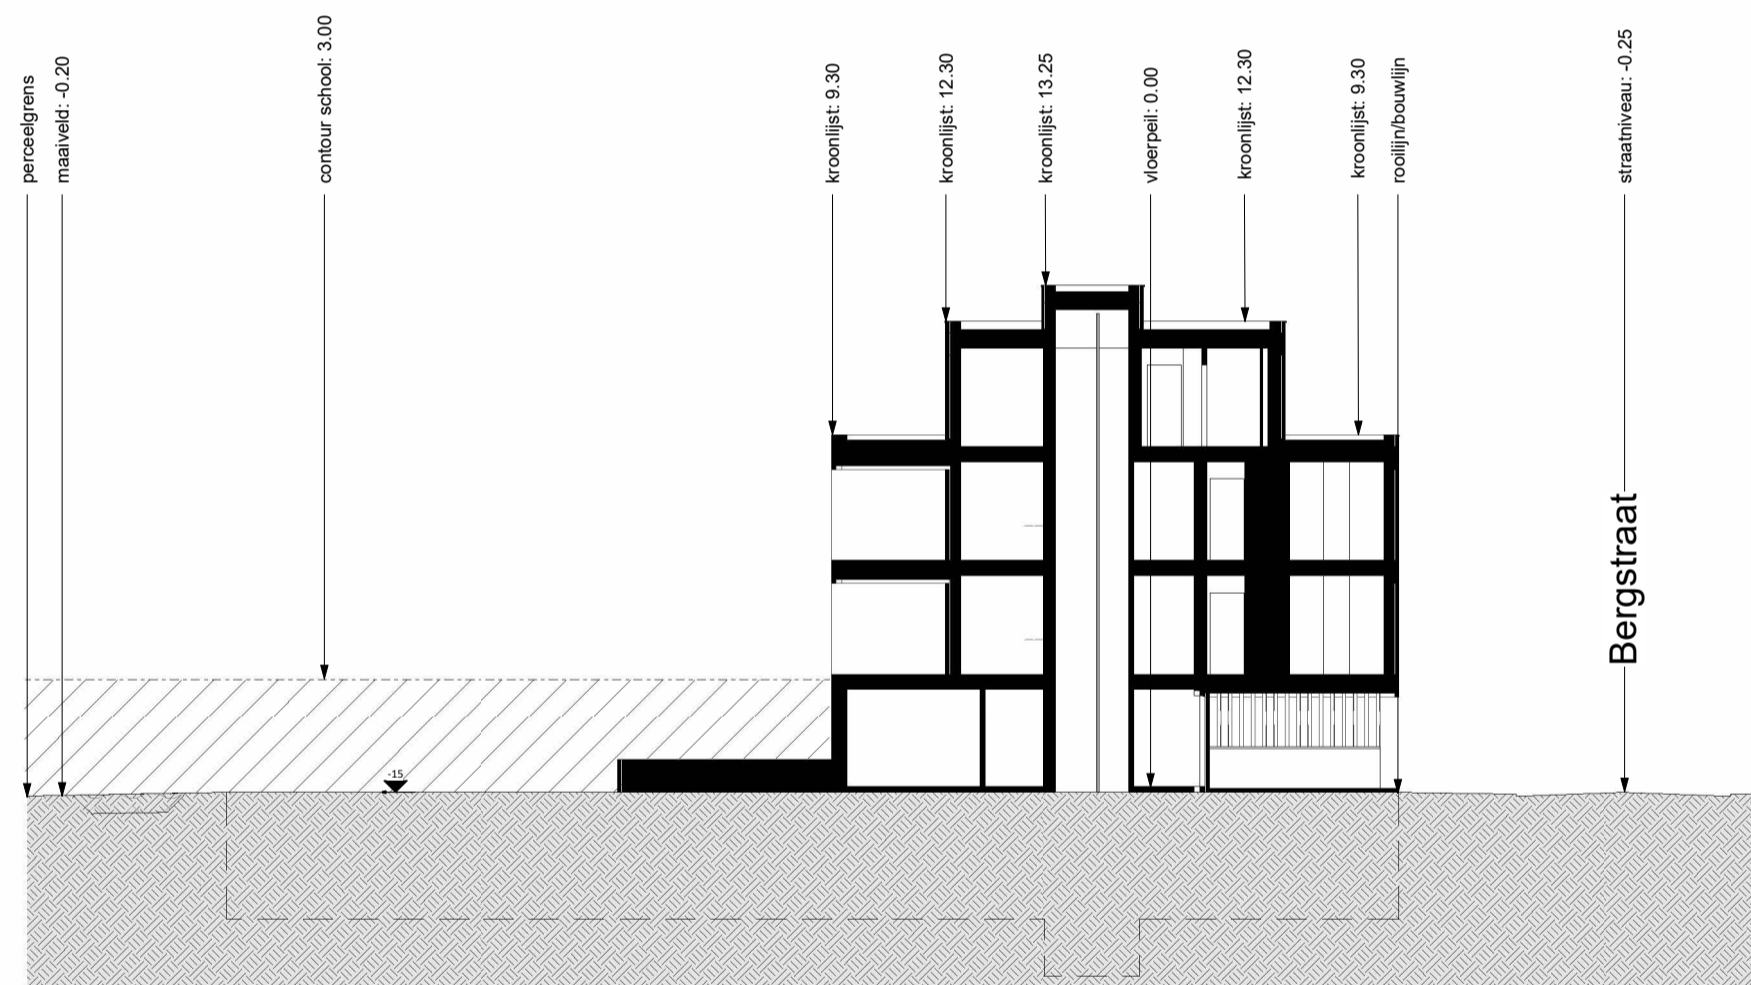 perceelgrens
maaiveld: -0.20
contour school: 3.00
kroonlijst: 9.30
kroonlijst: 12.30
kroonlijst: 13.25
vloerpeil: 0.00
kroonlijst: 12.30
kroonlijst: 9.30
rooilijn/bouwlijn
straatniveau: -0.25
Bergstraat
-15